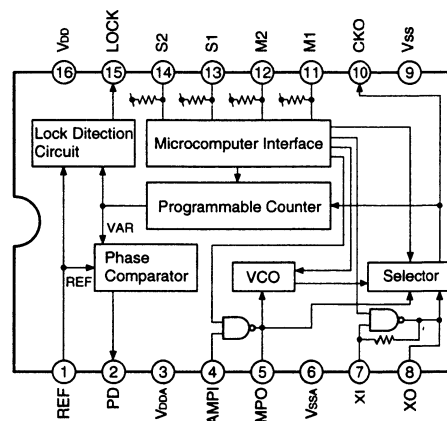 VDD
LOCK
S2
S1
M2
M1
CKO
VSS
16
15
14
13
12
11
10
9
Lock Ditection
Circuit
Microcomputer Interface
Programmable Counter
VAR
Phase
Comparator
REF
VCO
Selector
1
2
3
4
5
6
7
8
REF
PD
VDDA
AMPI
MPO
VSSA
XI
XO